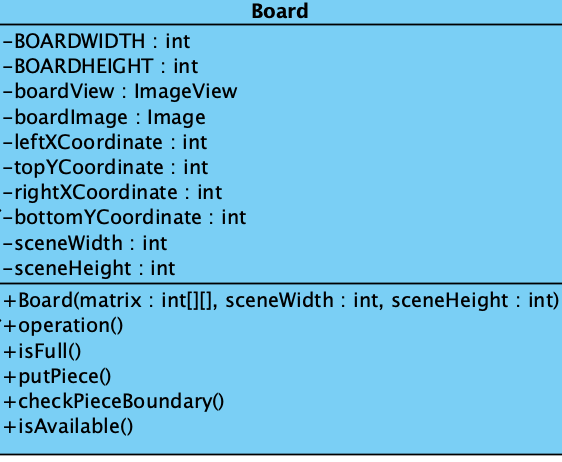 Board
-BOARDWIDTH : int
-BOARDHEIGHT : int
-boardView : ImageView
-boardImage : Image
-leftXCoordinate : int
-topYCoordinate : int
-rightXCoordinate : int
-bottomYCoordinate : int
-sceneWidth : int
-sceneHeight : int
+Board(matrix : int[][], sceneWidth : int, sceneHeight : int)
+operation()
+isFull()
+putPiece()
+checkPieceBoundary()
+isAvailable()